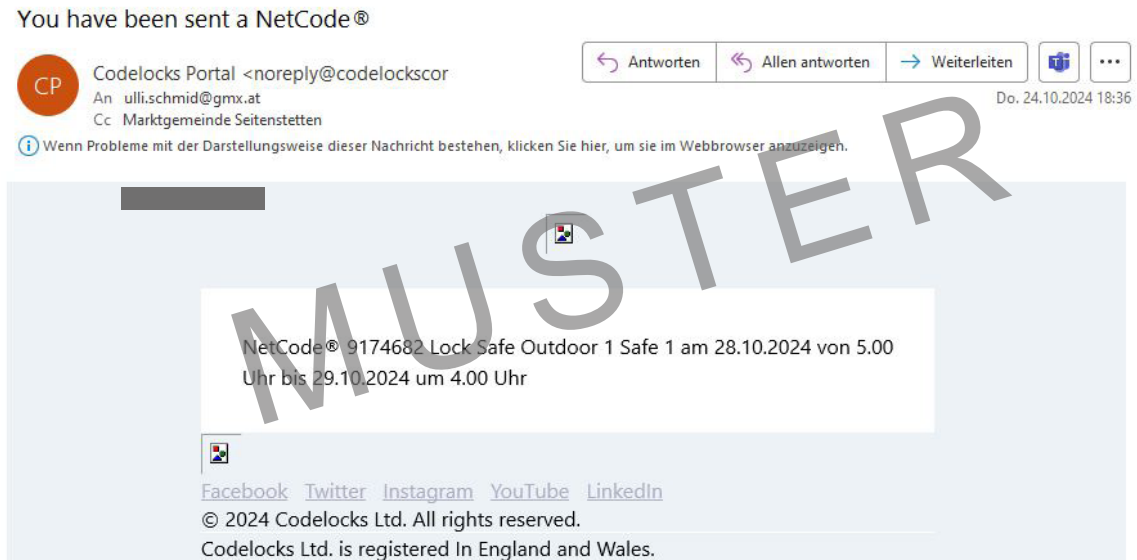 You have been sent a NetCode®
CP
Codelocks Portal <noreply@codelockscor
Antworten
Allen antworten
Weiterleiten
An ulli.schmid@gmx.at
Do. 24.10.2024 18:36
Cc Marktgemeinde Seitenstetten
Wenn Probleme mit der Darstellungsweise dieser Nachricht bestehen, klicken Sie hier, um sie im Webbrowser anzuzeigen.
MUSTER
NetCode® 9174682 Lock Safe Outdoor 1 Safe 1 am 28.10.2024 von 5.00
Uhr bis 29.10.2024 um 4.00 Uhr
Facebook Twitter Instagram YouTube LinkedIn
© 2024 Codelocks Ltd. All rights reserved.
Codelocks Ltd. is registered In England and Wales.